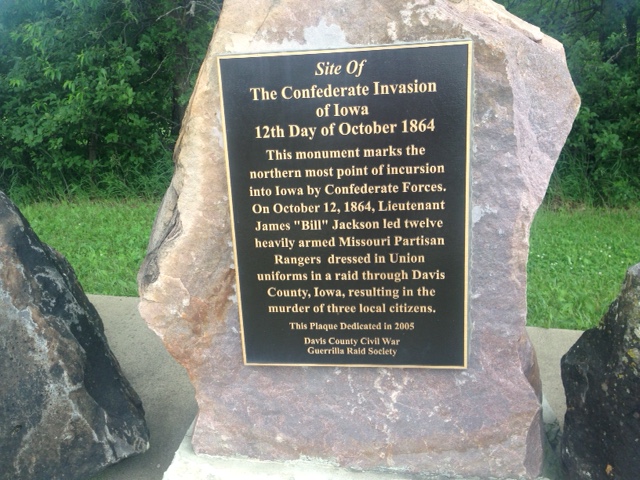 Site Of
The Confederate Invasion
of Iowa
12th Day of October 1864
This monument marks the
northern most point of incursion
into Iowa by Confederate Forces.
On October 12, 1864, Lieutenant
James "Bill" Jackson led twelve
heavily armed Missouri Partisan
Rangers dressed in Union
uniforms in a raid through Davis
County, Iowa, resulting in the
murder of three local citizens.
This Plaque Dedicated in 2005
Davis County Civil War
Guerrilla Raid Society